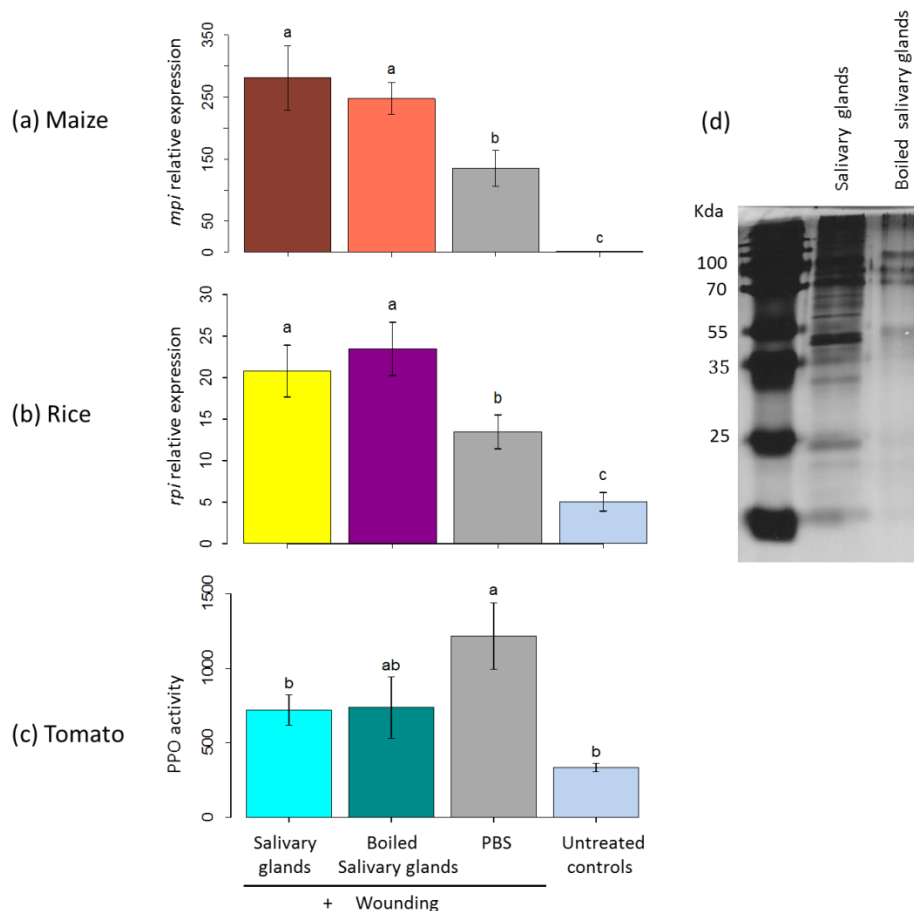 (a) Maize
mpi relative expression
0
50
150
250
350
a
a
b
c
(b) Rice
rpi relative expression
0
5
10
15
20
25
30
a
a
b
c
(c) Tomato
PPO activity
0
500
1000
1500
b
ab
a
b
Salivary
glands
Boiled
Salivary glands
PBS
Untreated
controls
+ Wounding
(d)
Salivary glands
Boiled salivary glands
Kda
100
70
55
35
25